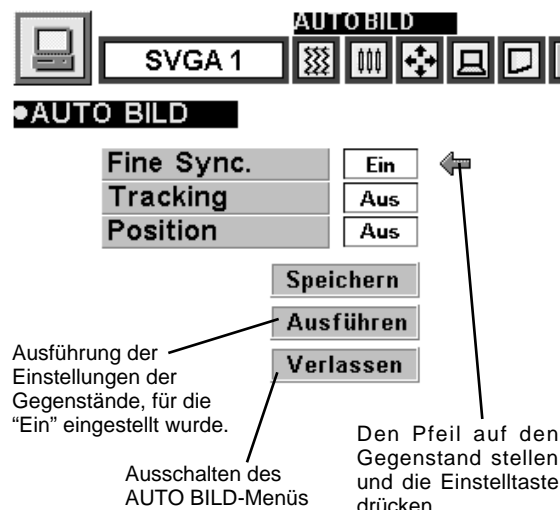 AUTO BILD
SVGA 1
●AUTO BILD
Fine Sync. Ein
Tracking Aus
Position Aus
Speichern
Ausführen
Verlassen
Ausführung der
Einstellungen der
Gegenstände, für die
“Ein” eingestellt wurde.
Ausschalten des
AUTO BILD-Menüs
Den Pfeil auf den
Gegenstand stellen
und die Einstelltaste
drücken